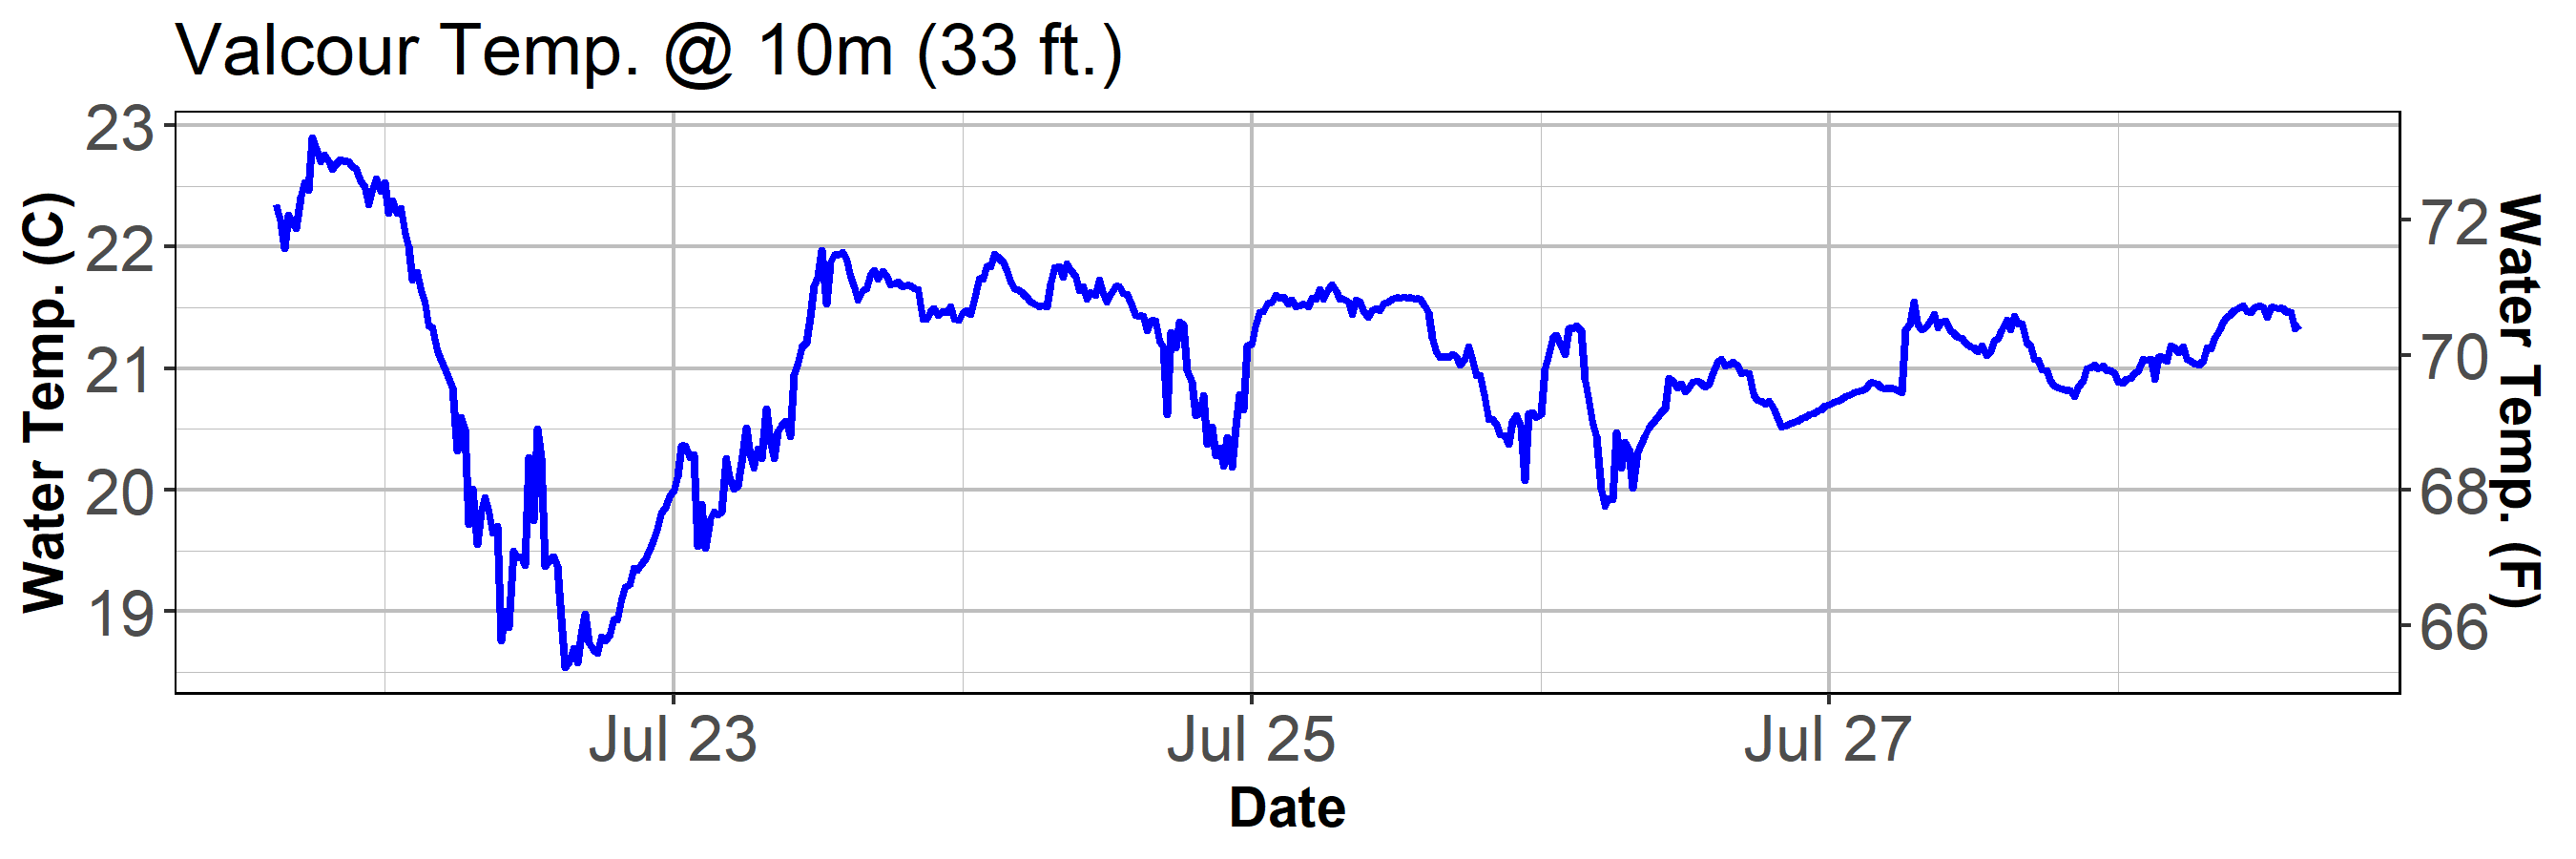 Valcour Temp. @ 10m (33 ft.)
Water Temp. (C)
23
22
21
20
19
72
70
68
66
Water Temp. (F)
Jul 23 Jul 25 Jul 27
Date